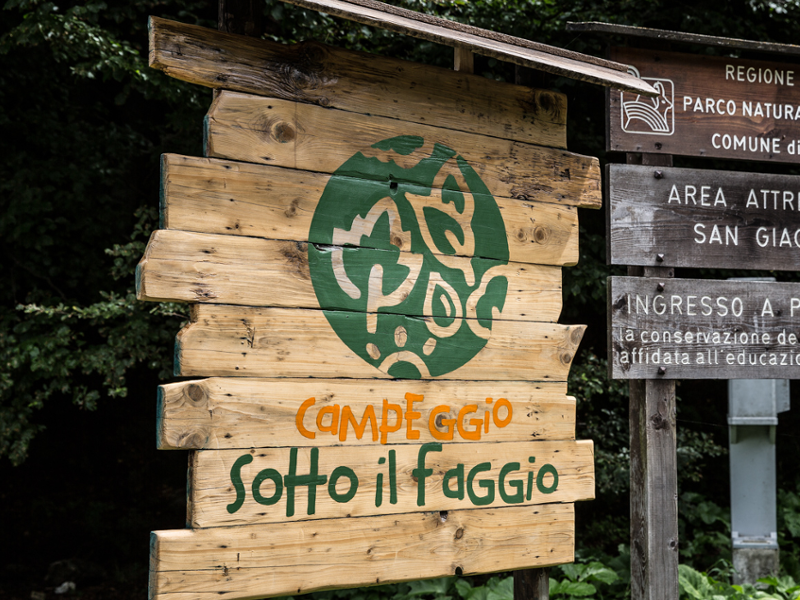 CAMPEGGIO
Sotto il faggio
REGIONE
PARCO NATURA
COMUNE di
AREA ATTR
SAN GIAC
INGRESSO A P
la conservazione de
affidata all'educazio